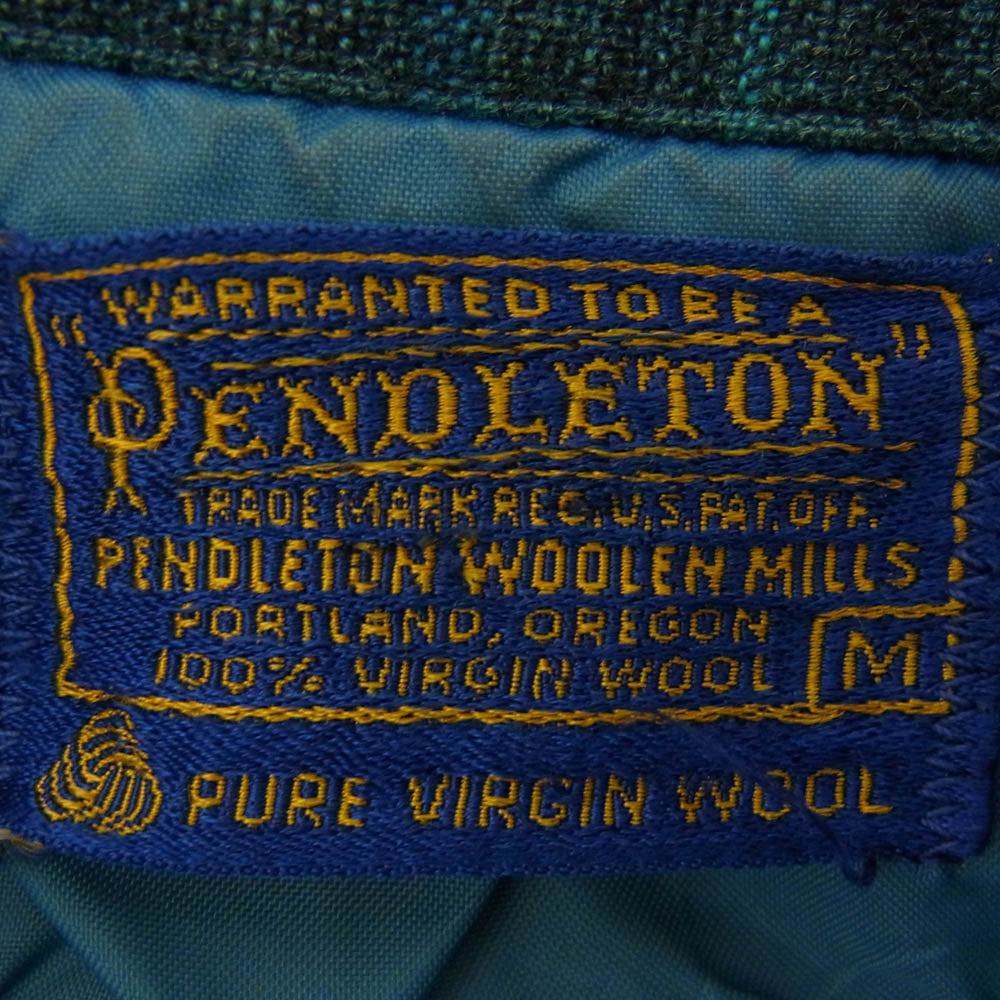 WARRANTED TO BE A
"PENDLETON"
TRADE MARK REG. U.S. PAT. OFF.
PENDLETON WOOLEN MILLS
PORTLAND, OREGON
100% VIRGIN WOOL M
PURE VIRGIN WOOL